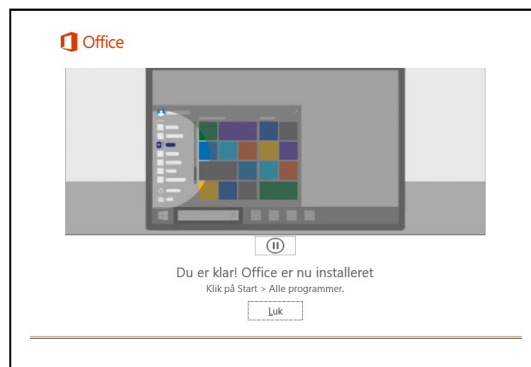 Office
Du er klar! Office er nu installeret
Klik på Start > Alle programmer.
Luk